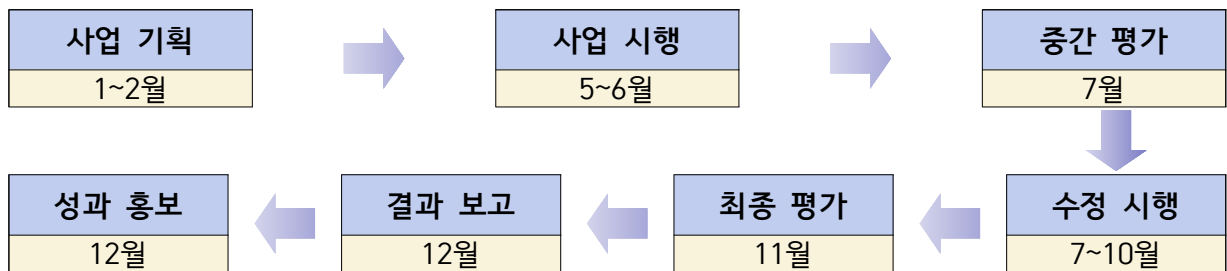 사업 기획
1~2월
사업 시행
5~6월
중간 평가
7월
수정 시행
7~10월
최종 평가
11월
결과 보고
12월
성과 홍보
12월